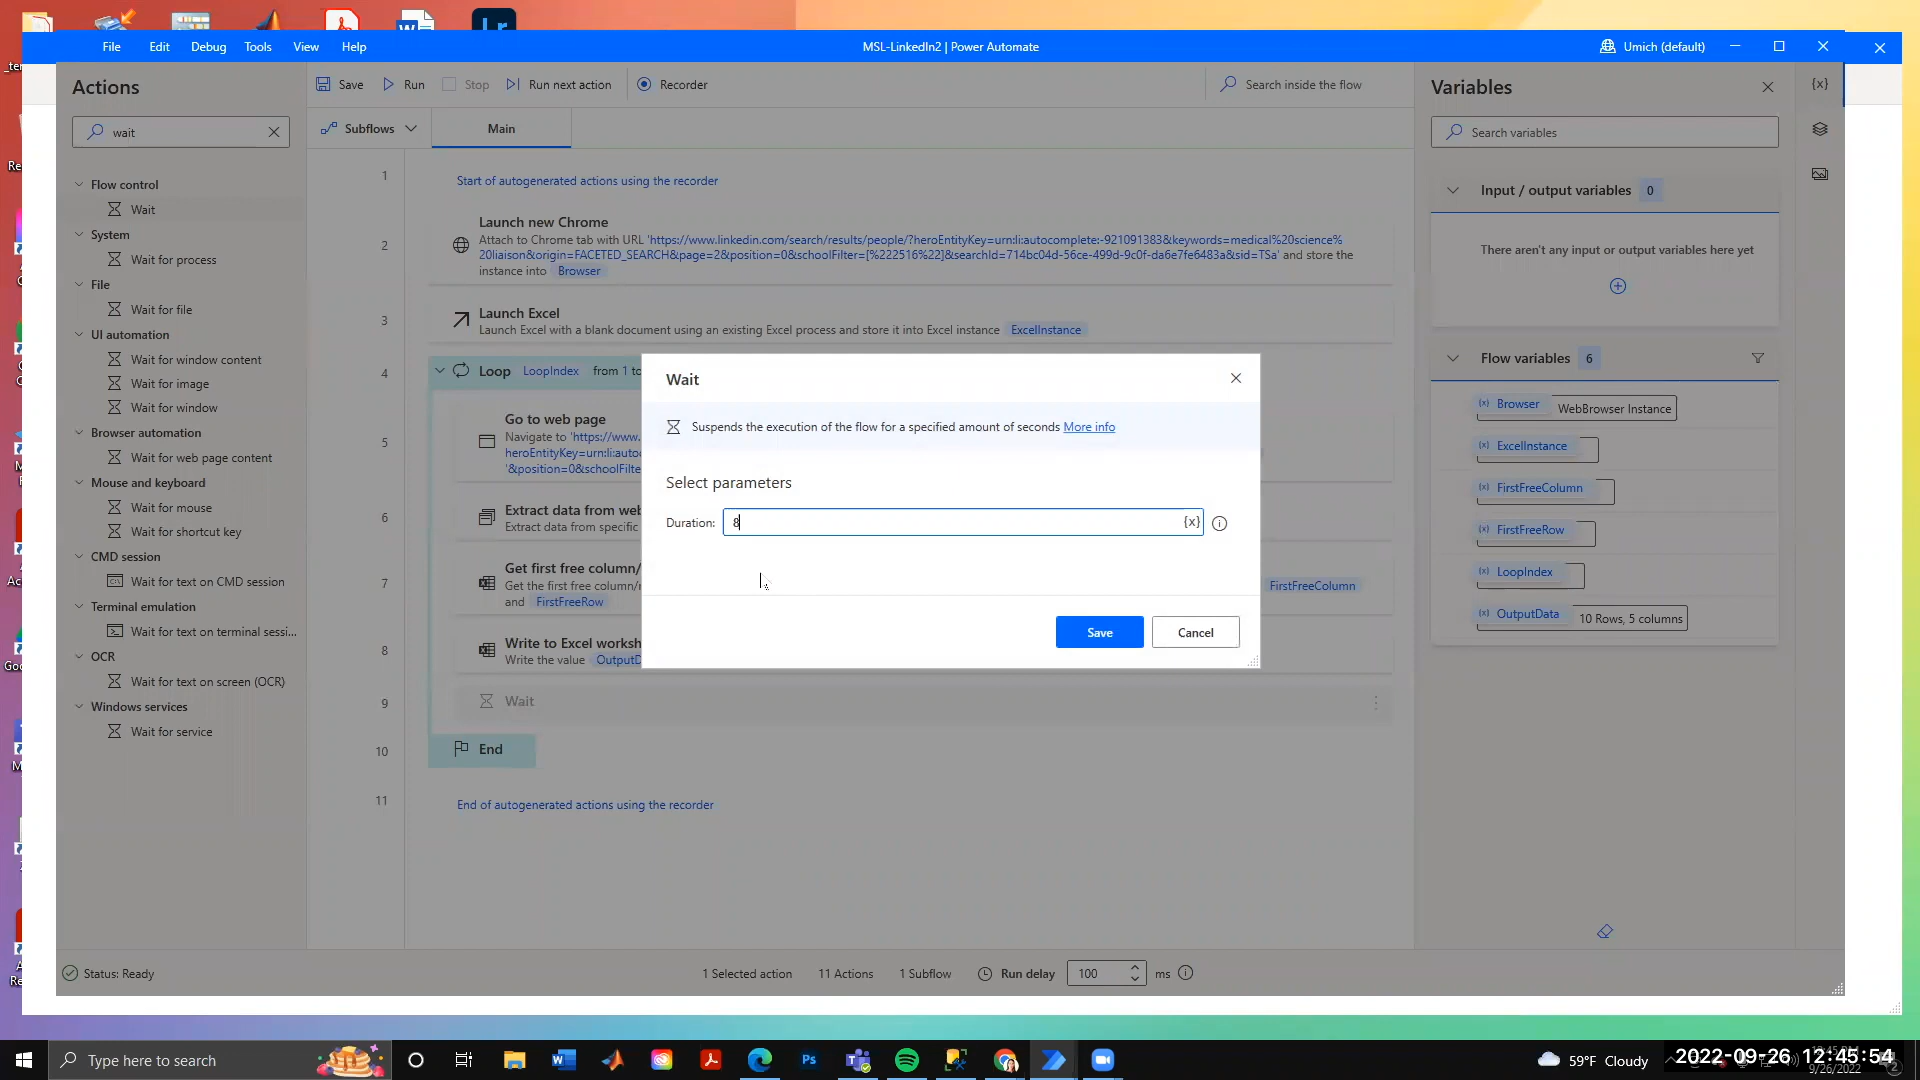 _ter
W
Lr
File Edit Debug Tools View Help
MSL-LinkedIn2 | Power Automate
Umich (default)
Actions
Save Run Stop Run next action Recorder
Search inside the flow
Variables
{x}
wait
Subflows
Main
Search variables
Flow control
Wait
System
Wait for process
File
Wait for file
UI automation
Wait for window content
Wait for image
Wait for window
Browser automation
Wait for web page content
Mouse and keyboard
Wait for mouse
Wait for shortcut key
CMD session
Wait for text on CMD session
Terminal emulation
Wait for text on terminal sessi...
OCR
Wait for text on screen (OCR)
Windows services
Wait for service
1
Start of autogenerated actions using the recorder
2
Launch new Chrome
Attach to Chrome tab with URL 'https://www.linkedin.com/search/results/people/?heroEntityKey=urn:li:autocomplete:-921091383&keywords=medical%20science%
20liaison&origin=FACETED_SEARCH&page=2&position=0&schoolFilter=[%222516%22]&searchId=714bc04d-56ce-499d-9c0f-da6e7fe6483a&sid=TSa' and store the
instance into Browser
3
Launch Excel
Launch Excel with a blank document using an existing Excel process and store it into Excel instance ExcelInstance
4
Loop LoopIndex from 1 to
5
Go to web page
Navigate to 'https://www.
heroEntityKey=urn:li:auto
'&position=0&schoolFilte
6
Extract data from web
Extract data from specific
7
Get first free column/
Get the first free column/
FirstFreeColumn
and FirstFreeRow
8
Write to Excel worksh
Write the value OutputD
9
Wait
10
End
11
End of autogenerated actions using the recorder
Wait
Suspends the execution of the flow for a specified amount of seconds More info
Select parameters
Duration: 8 {x}
Save Cancel
Input / output variables 0
There aren't any input or output variables here yet
Flow variables 6
(x) Browser WebBrowser Instance
(x) ExcelInstance
(x) FirstFreeColumn
(x) FirstFreeRow
(x) LoopIndex
(x) OutputData 10 Rows, 5 columns
Status: Ready
1 Selected action 11 Actions 1 Subflow Run delay 100 ms
Type here to search
Ps
59°F Cloudy
2022-09-26 12:45:54
9/26/2022